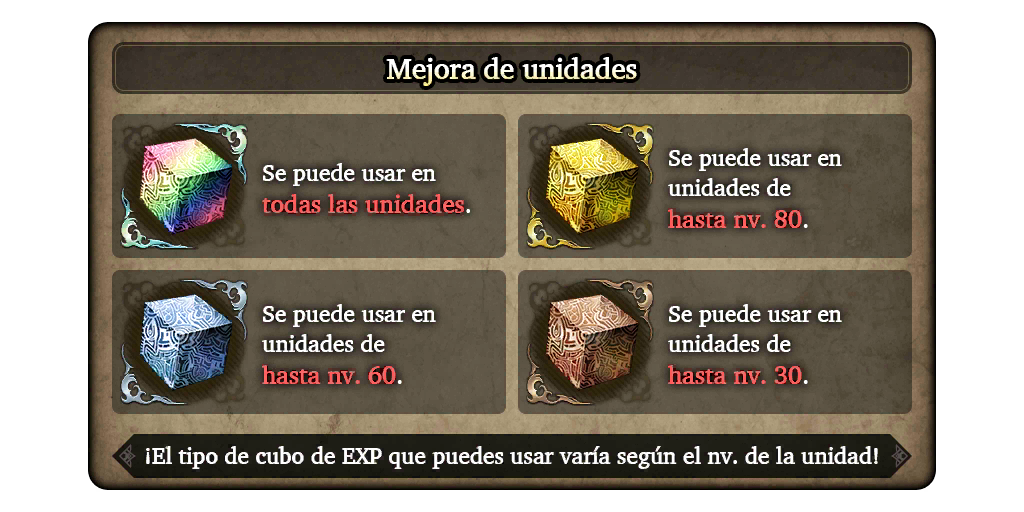 Mejora de unidades
Se puede usar en
todas las unidades.
Se puede usar en
unidades de
hasta nv. 80.
Se puede usar en
unidades de
hasta nv. 60.
Se puede usar en
unidades de
hasta nv. 30.
¡El tipo de cubo de EXP que puedes usar varía según el nv. de la unidad!